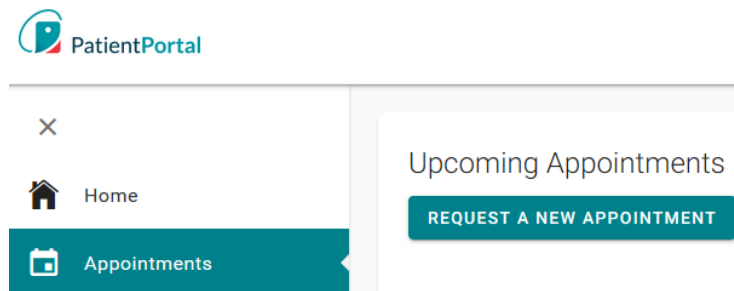 PatientPortal
Home
Appointments
Upcoming Appointments
REQUEST A NEW APPOINTMENT